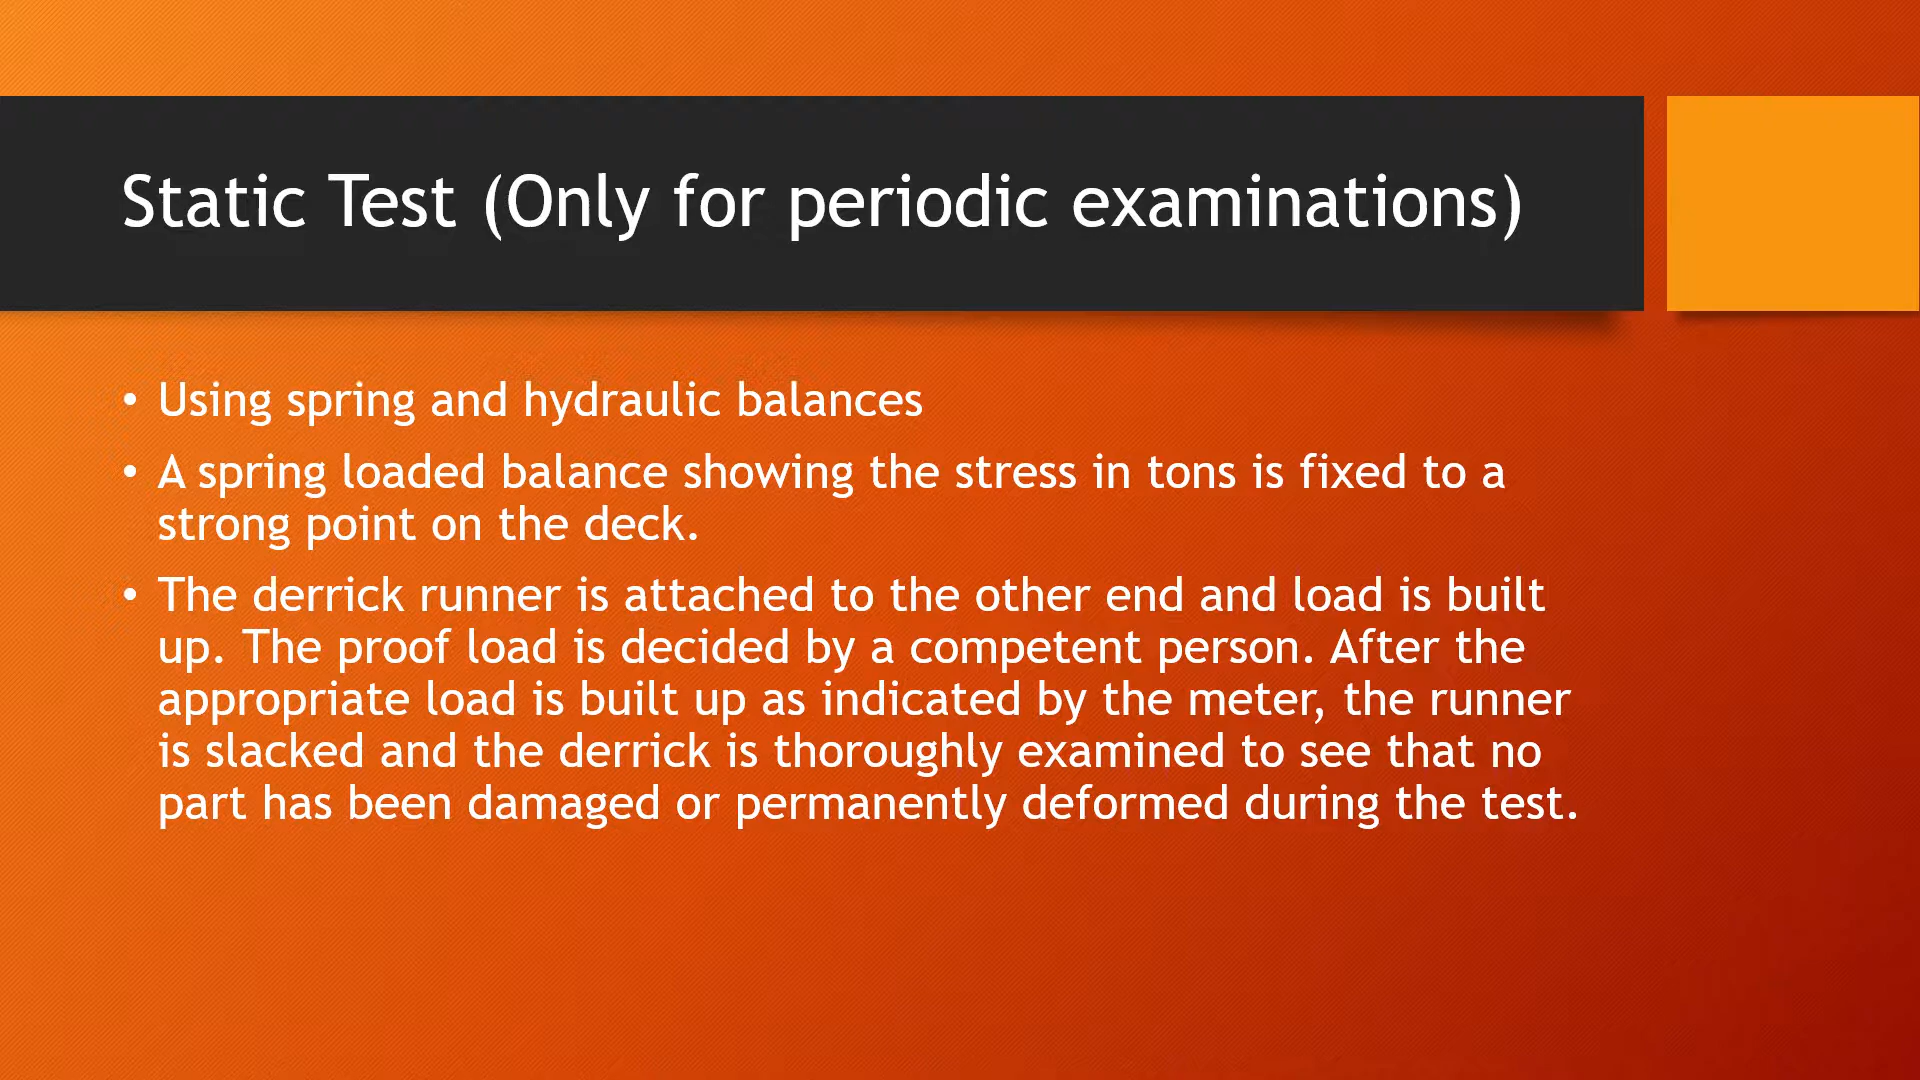 Static Test (Only for periodic examinations)
• Using spring and hydraulic balances
• A spring loaded balance showing the stress in tons is fixed to a
strong point on the deck.
• The derrick runner is attached to the other end and load is built
up. The proof load is decided by a competent person. After the
appropriate load is built up as indicated by the meter, the runner
is slacked and the derrick is thoroughly examined to see that no
part has been damaged or permanently deformed during the test.